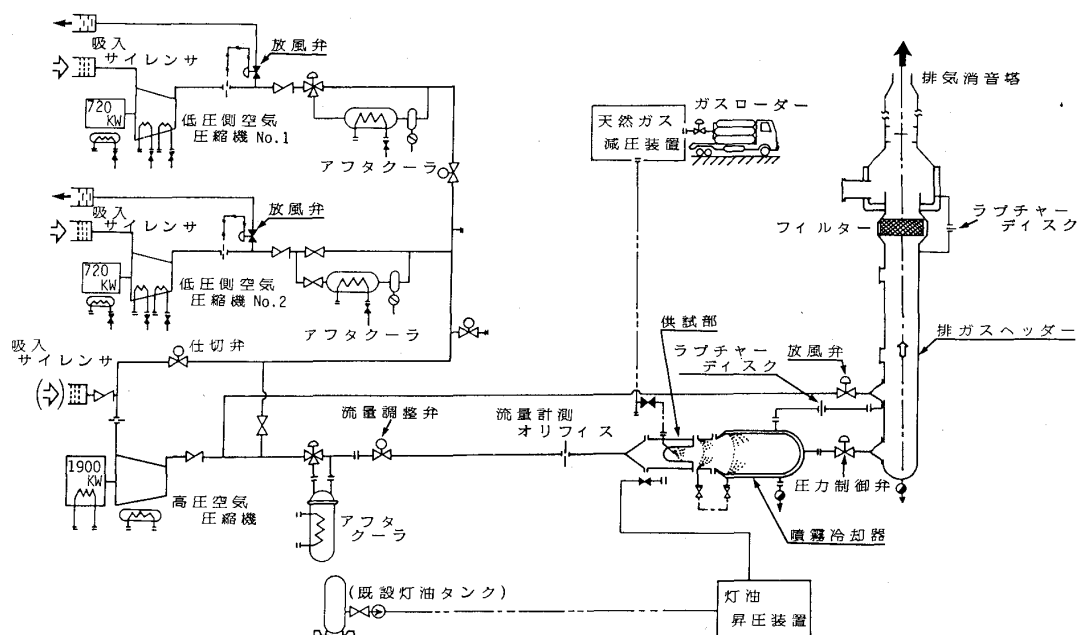 吸入
サイレンサ
放風弁
720
KW
低圧側空気
圧縮機 No.1
アフタクーラ
吸入
サイレンサ
放風弁
720
KW
低圧側空気
圧縮機 No.2
アフタクーラ
天然ガス
減圧装置
ガスローダー
排気消音塔
フィルター
ラプチャー
ディスク
吸入
サイレンサ
仕切弁
供試部
ラプチャー
ディスク
放風弁
排ガスヘッダー
流量調整弁
流量計測
オリフィス
1900
KW
高圧空気
圧縮機
アフタ
クーラ
圧力制御弁
噴霧冷却器
(既設灯油タンク)
灯油
昇圧装置